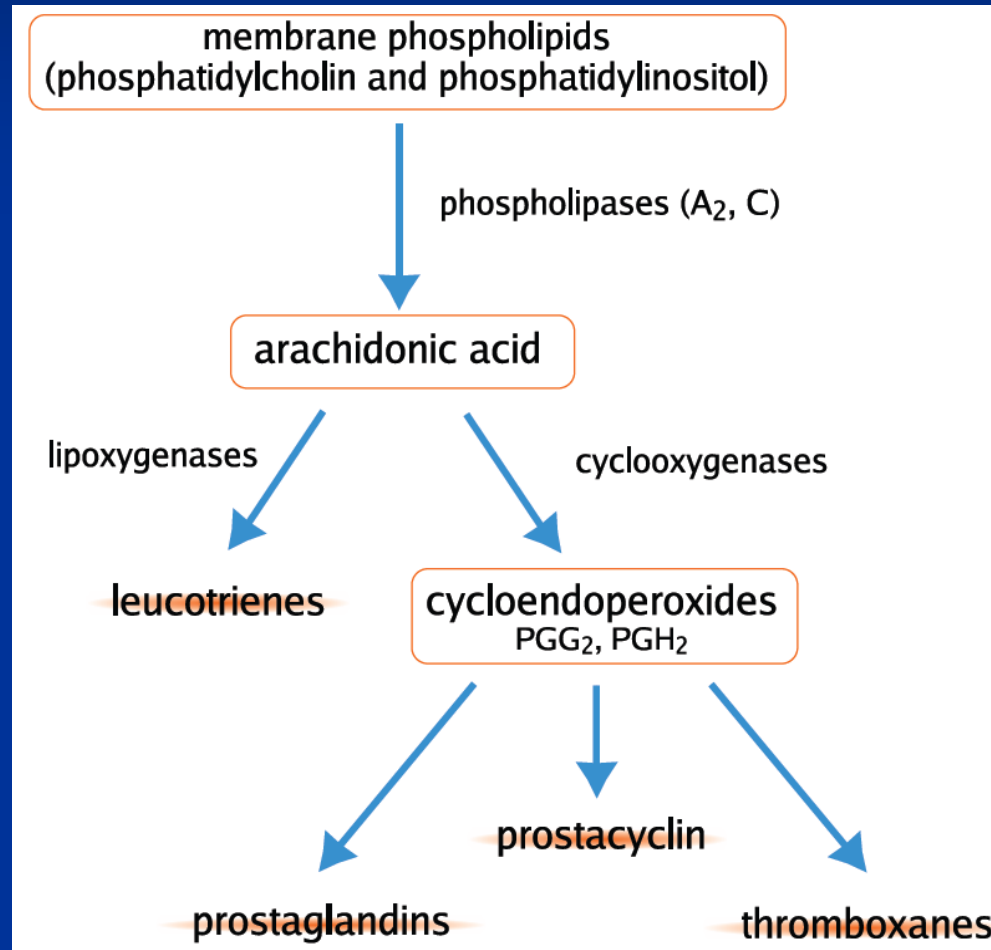 membrane phospholipids
(phosphatidylcholin and phosphatidylinositol)
phospholipases (A₂, C)
arachidonic acid
lipoxygenases
cyclooxygenases
leucotrienes
cycloendoperoxides
PGG₂, PGH₂
prostacyclin
prostaglandins
thromboxanes